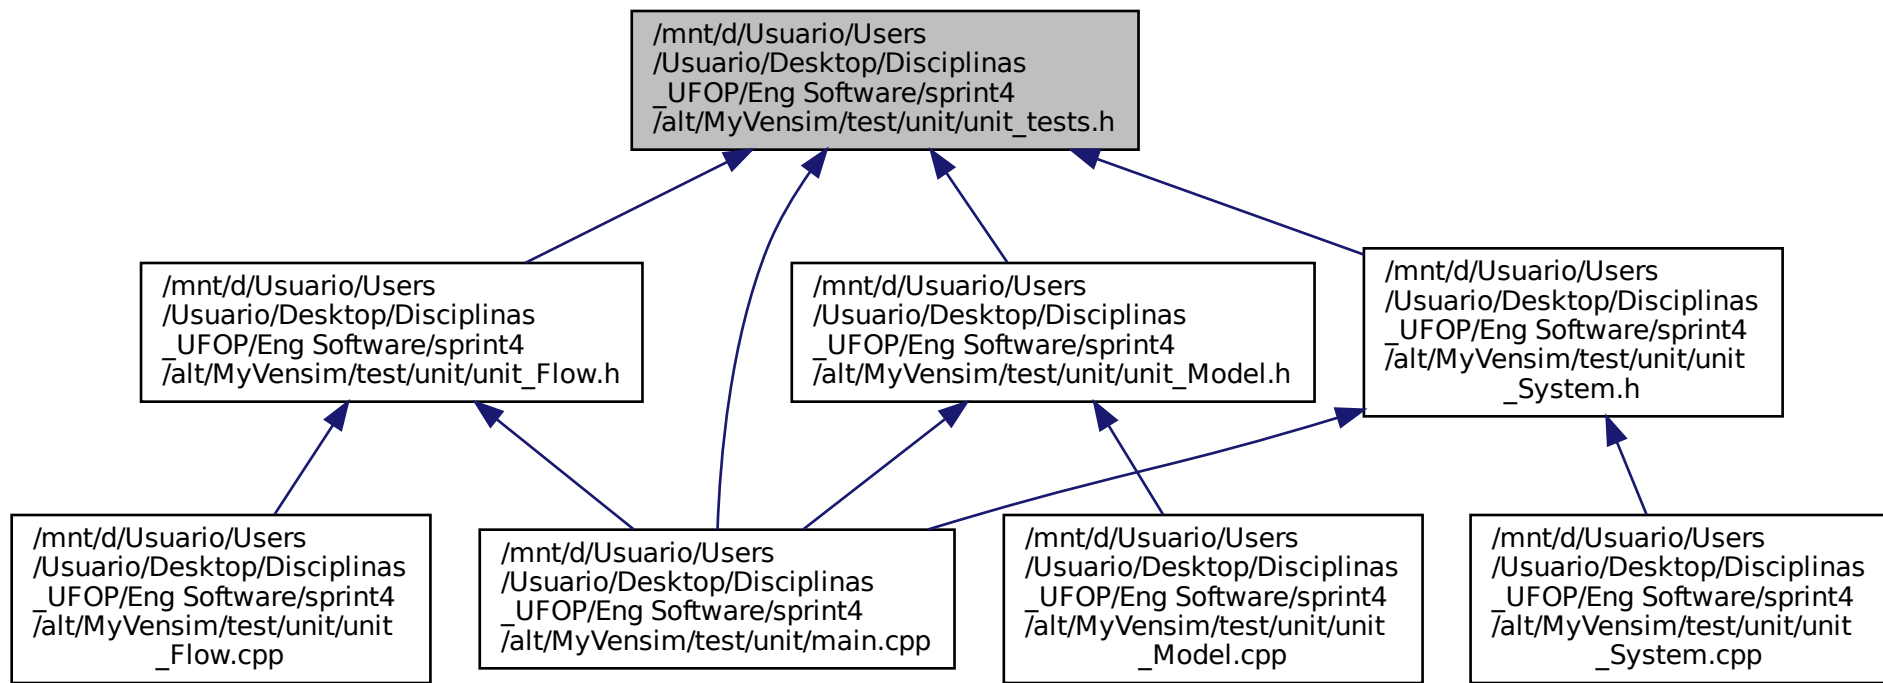 /mnt/d/Usuario/Users
/Usuario/Desktop/Disciplinas
_UFOP/Eng Software/sprint4
/alt/MyVensim/test/unit/unit_tests.h
/mnt/d/Usuario/Users
/Usuario/Desktop/Disciplinas
_UFOP/Eng Software/sprint4
/alt/MyVensim/test/unit/unit_Flow.h
/mnt/d/Usuario/Users
/Usuario/Desktop/Disciplinas
_UFOP/Eng Software/sprint4
/alt/MyVensim/test/unit/unit_Model.h
/mnt/d/Usuario/Users
/Usuario/Desktop/Disciplinas
_UFOP/Eng Software/sprint4
/alt/MyVensim/test/unit/unit
_System.h
/mnt/d/Usuario/Users
/Usuario/Desktop/Disciplinas
_UFOP/Eng Software/sprint4
/alt/MyVensim/test/unit/unit
_Flow.cpp
/mnt/d/Usuario/Users
/Usuario/Desktop/Disciplinas
_UFOP/Eng Software/sprint4
/alt/MyVensim/test/unit/main.cpp
/mnt/d/Usuario/Users
/Usuario/Desktop/Disciplinas
_UFOP/Eng Software/sprint4
/alt/MyVensim/test/unit/unit
_Model.cpp
/mnt/d/Usuario/Users
/Usuario/Desktop/Disciplinas
_UFOP/Eng Software/sprint4
/alt/MyVensim/test/unit/unit
_System.cpp